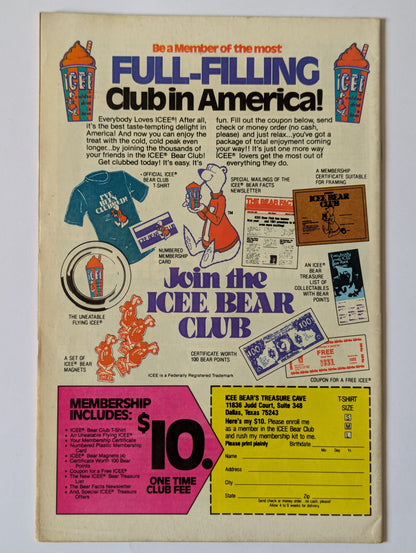 Be a Member of the most
FULL-FILLING
Club in America!
ICEE
ICEE
Everybody Loves ICEE®! After all,
it's the best taste-tempting delight in
America! And now you can enjoy the
treat with the cold, cold peak even
longer...by joining the thousands of
your friends in the ICEE® Bear Club!
Get clubbed today! It's easy. It's
fun. Fill out the coupon below, send
check or money order (no cash,
please) and just relax...you've got a
package of total enjoyment coming
your way!! It's just one more way
ICEE® lovers get the most out of
everything they do.
OFFICIAL ICEE®
BEAR CLUB
T-SHIRT
SPECIAL MAILINGS OF THE
ICEE® BEAR FACTS
NEWSLETTER
A MEMBERSHIP
CERTIFICATE SUITABLE
FOR FRAMING
I'VE
BEEN
CLUBBED!
THE BEAR FACTS
ICEE BEAR
CLUB
NUMBERED
MEMBERSHIP
CARD
TM
ICEE
THE UNEATABLE
FLYING ICEE®
Join the
ICEE BEAR
CLUB
AN ICEE®
BEAR
TREASURE
LIST OF
COLLECTABLES
WITH BEAR
POINTS
A SET OF
ICEE® BEAR
MAGNETS
CERTIFICATE WORTH
100 BEAR POINTS
100
100
FREE
COUPON FOR A FREE ICEE®
ICEE is a Federally Registered Trademark
MEMBERSHIP
INCLUDES:
• ICEE® Bear Club T-Shirt
• An Uneatable Flying ICEE®
• Your Membership Certificate
• Numbered Plastic Membership
Card
• ICEE® Bear Magnets (4)
• Certificate Worth 100 Bear
Points
• Coupon for a Free ICEE®
• The New ICEE® Bear Treasure
List
• The Bear Facts Newsletter
• And, Special ICEE® Treasure
Offers
$10.
ONE TIME
CLUB FEE
ICEE BEAR'S TREASURE CAVE
11836 Judd Court, Suite 348
Dallas, Texas 75243
Here's my $10. Please enroll me
as a member in the ICEE Bear Club
and rush my membership kit to me.
Please print plainly
T-SHIRT
SIZE
S
M
L
Birthdate
Mo. Day Yr.
Name
Address
City
State
Zip
Send check or money order...no cash, please!
Allow 4 to 6 weeks for delivery.